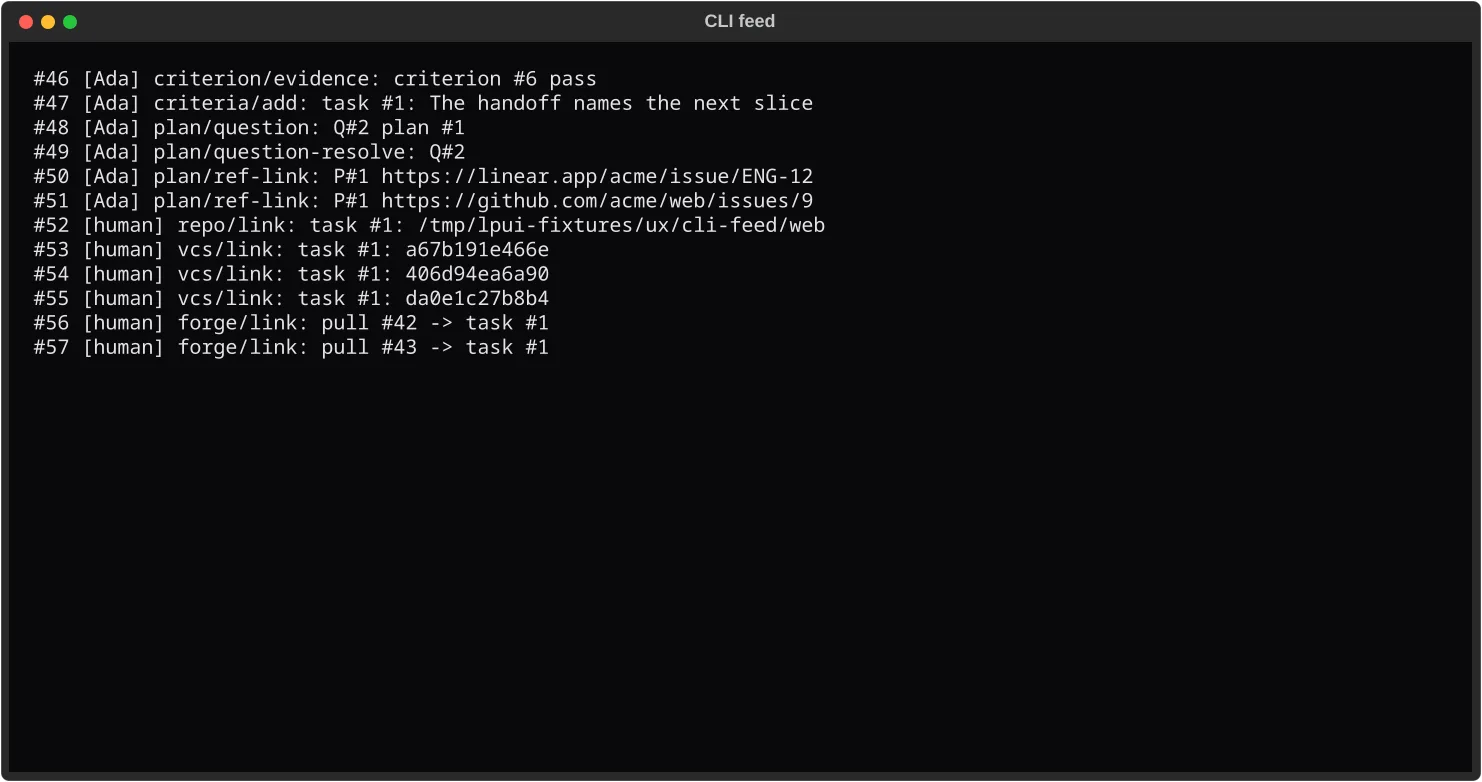 CLI feed
#46 [Ada] criterion/evidence: criterion #6 pass
#47 [Ada] criteria/add: task #1: The handoff names the next slice
#48 [Ada] plan/question: Q#2 plan #1
#49 [Ada] plan/question-resolve: Q#2
#50 [Ada] plan/ref-link: P#1 https://linear.app/acme/issue/ENG-12
#51 [Ada] plan/ref-link: P#1 https://github.com/acme/web/issues/9
#52 [human] repo/link: task #1: /tmp/lpui-fixtures/ux/cli-feed/web
#53 [human] vcs/link: task #1: a67b191e466e
#54 [human] vcs/link: task #1: 406d94ea6a90
#55 [human] vcs/link: task #1: da0e1c27b8b4
#56 [human] forge/link: pull #42 -> task #1
#57 [human] forge/link: pull #43 -> task #1